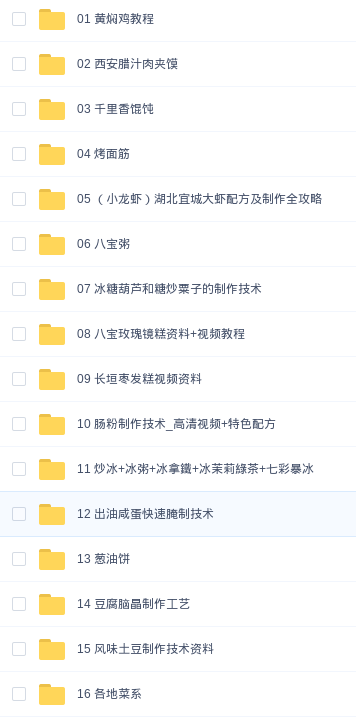 01 黄焖鸡教程
02 西安腊汁肉夹馍
03 千里香馄饨
04 烤面筋
05 （小龙虾）湖北宜城大虾配方及制作全攻略
06 八宝粥
07 冰糖葫芦和糖炒粟子的制作技术
08 八宝玫瑰镜糕资料+视频教程
09 长垣枣发糕视频资料
10 肠粉制作技术_高清视频+特色配方
11 炒冰+冰粥+冰拿鐵+冰茉莉綠茶+七彩暴冰
12 出油咸蛋快速腌制技术
13 葱油饼
14 豆腐脑晶制作工艺
15 风味土豆制作技术资料
16 各地菜系